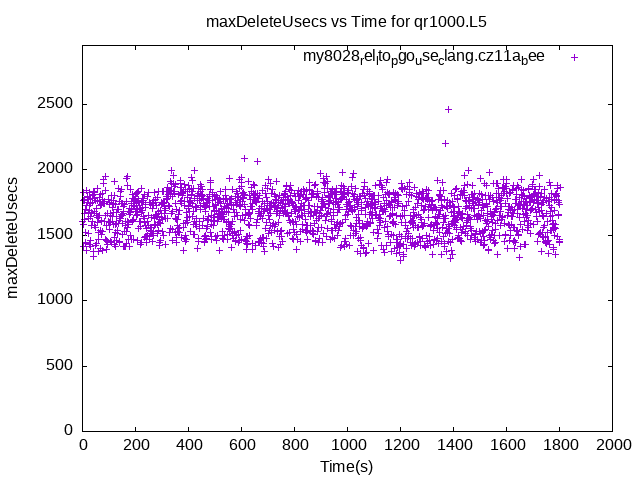 maxDeleteUsecs vs Time for qr1000.L5
my8028relltopgouseclang.cz11abee
2500
2000
1500
1000
500
0
maxDeleteUsecs
0 200 400 600 800 1000 1200 1400 1600 1800 2000
Time(s)